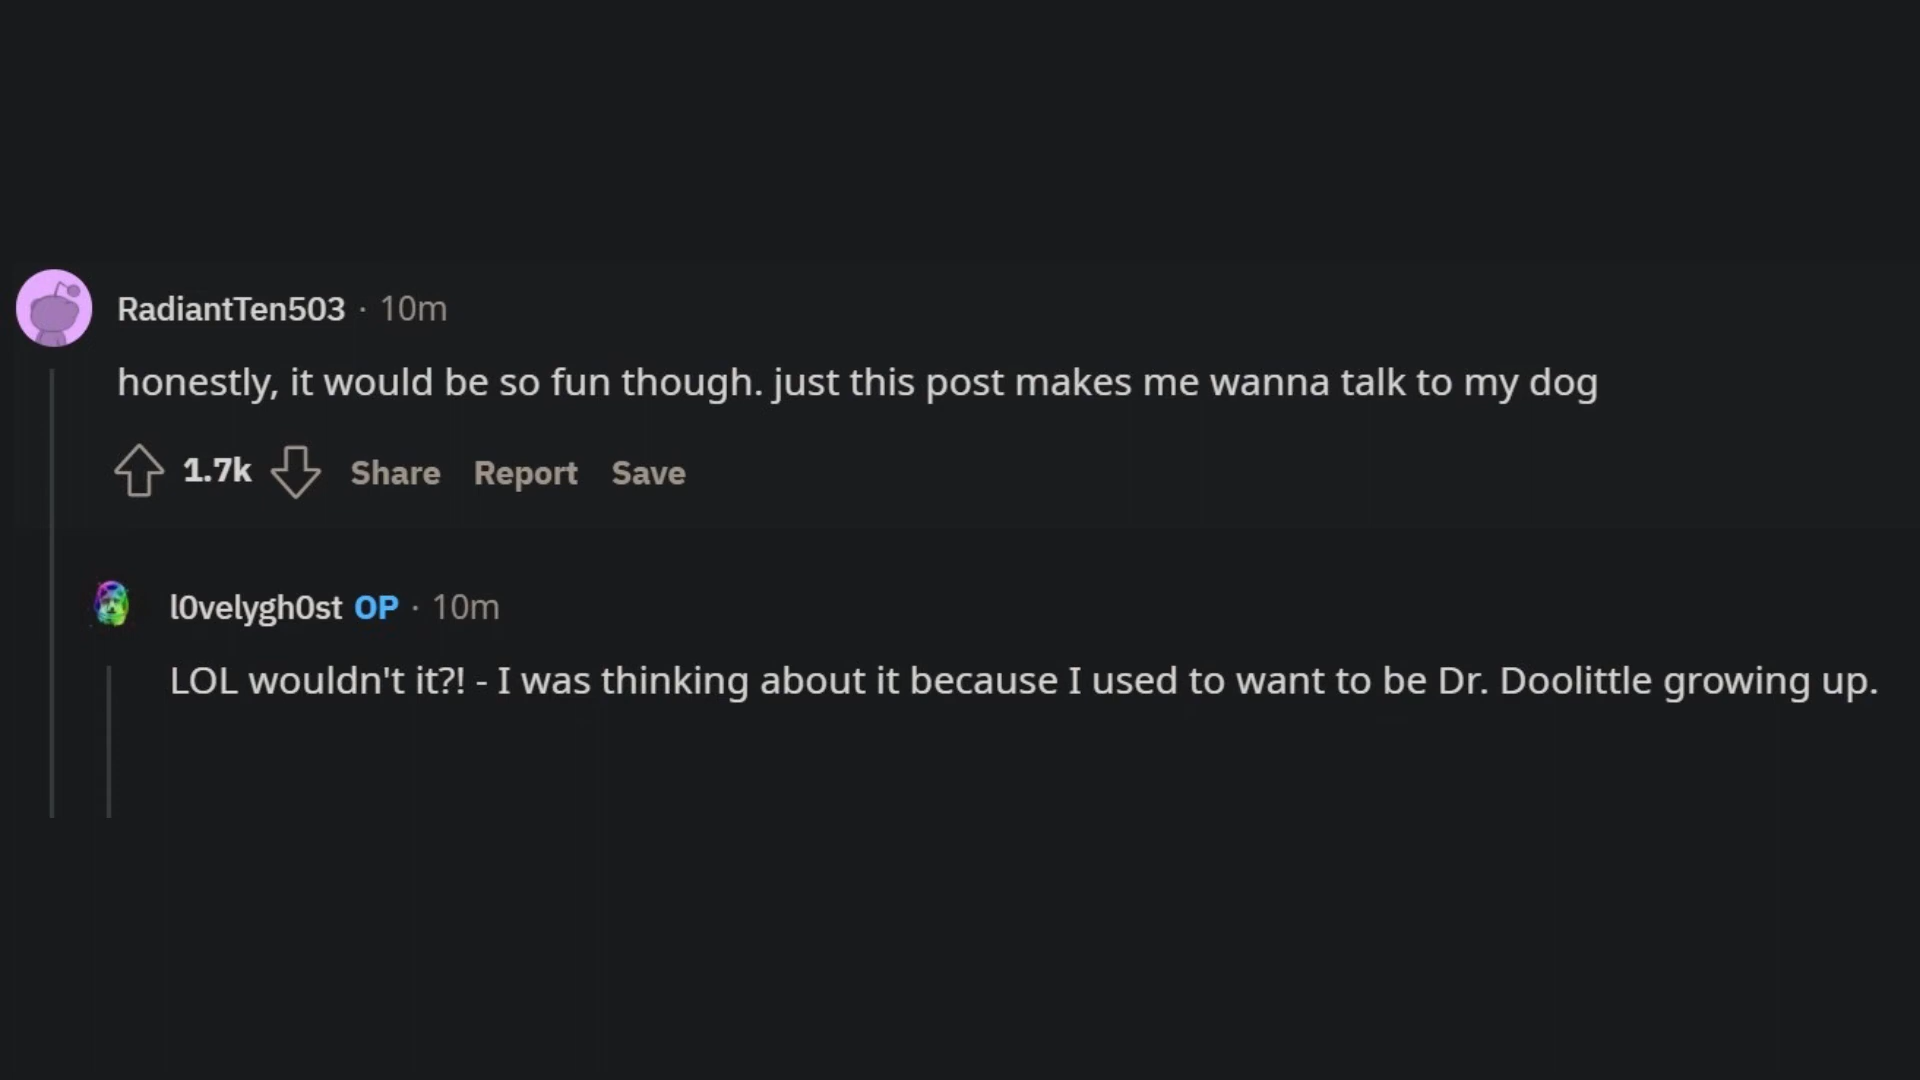 RadiantTen503 · 10m
honestly, it would be so fun though. just this post makes me wanna talk to my dog
1.7k Share Report Save
l0velygh0st OP · 10m
LOL wouldn't it?! - I was thinking about it because I used to want to be Dr. Doolittle growing up.